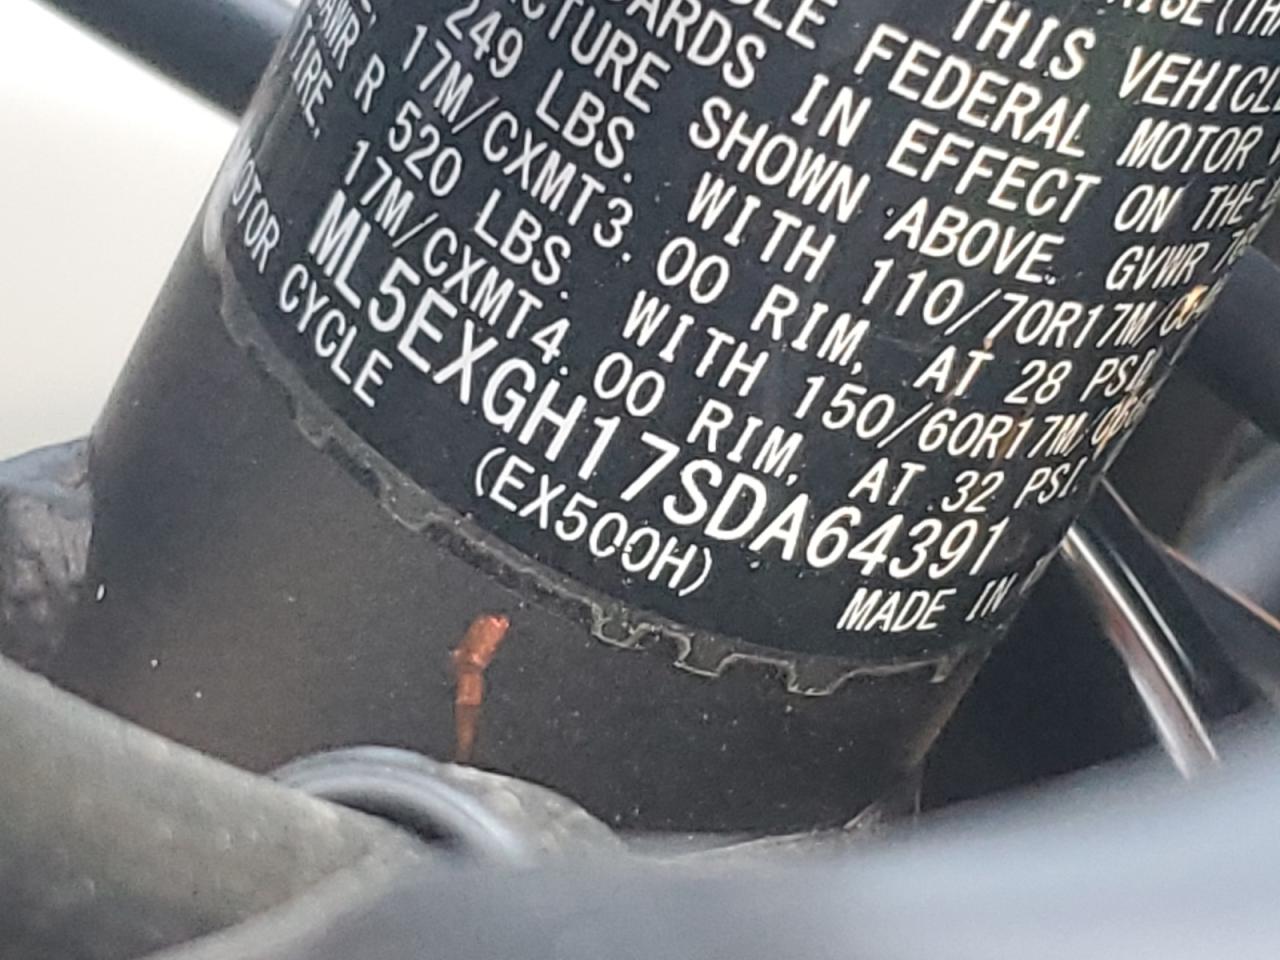 THIS VEHICLE
FEDERAL MOTOR
ARDS IN EFFECT ON THE
CTURE SHOWN ABOVE. GVWR
249 LBS. WITH 110/70R17M/C
17M/CXMT3.00 RIM, AT 28 PSI
R 520 LBS. WITH 150/60R17M/C
TIRE. 17M/CXMT4.00 RIM, AT 32 PSI.
ML5EXGH17SDA64391
MOTOR CYCLE (EX500H) MADE IN